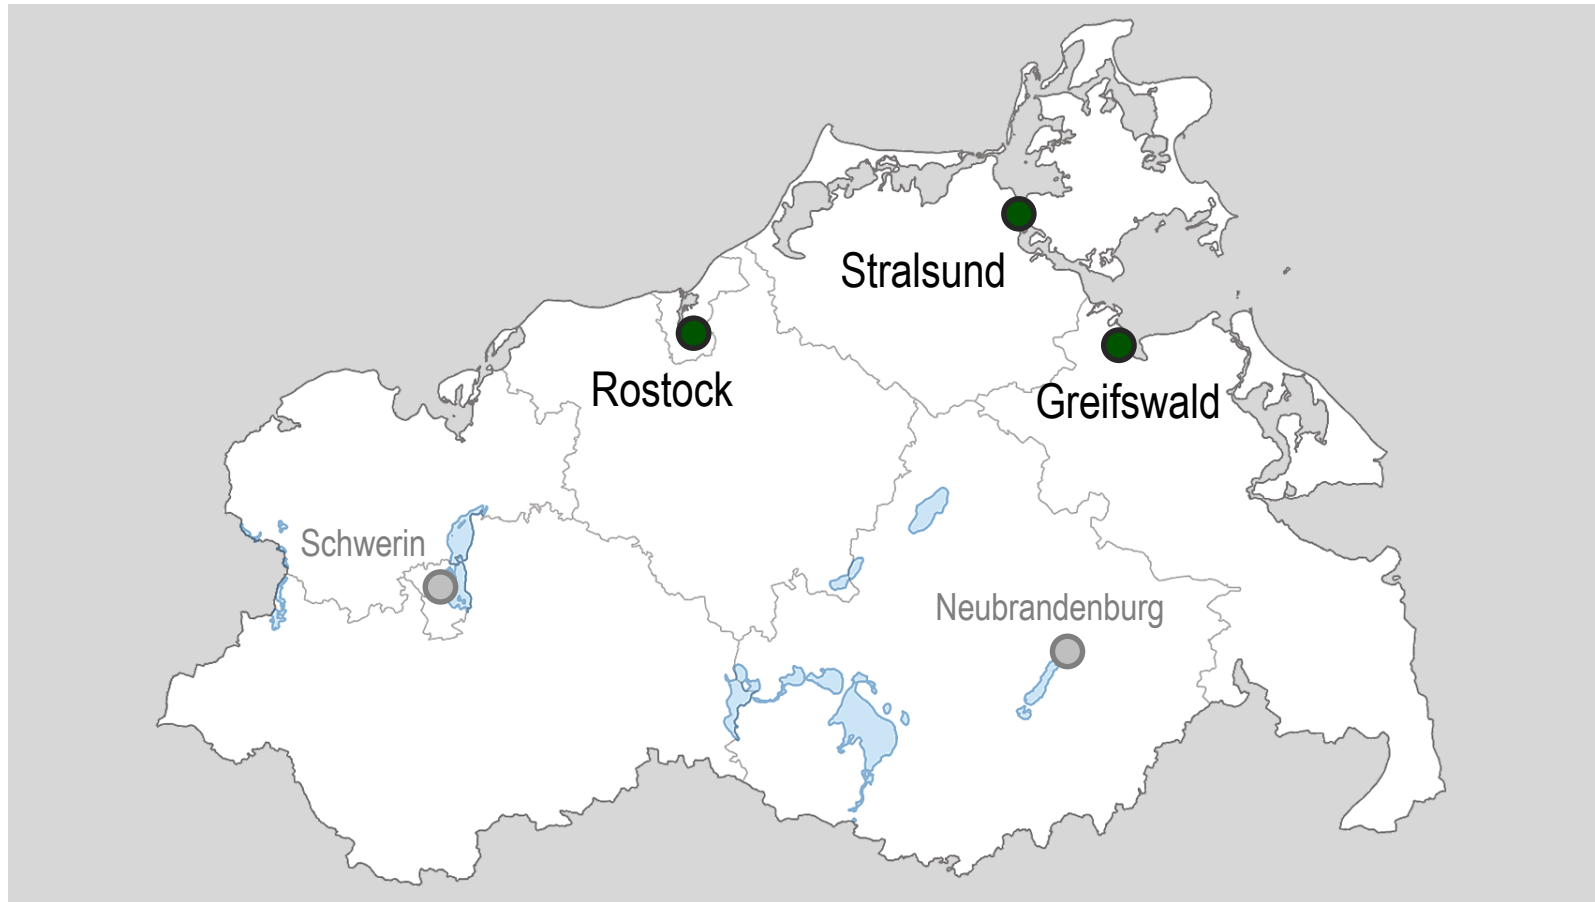 Stralsund
Rostock
Greifswald
Schwerin
Neubrandenburg